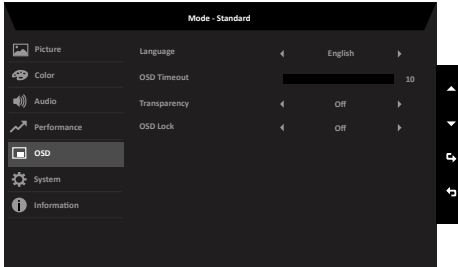 Mode - Standard
Picture
Language
English
Color
OSD Timeout
10
Audio
Transparency
Off
Performance
OSD Lock
Off
OSD
System
Information